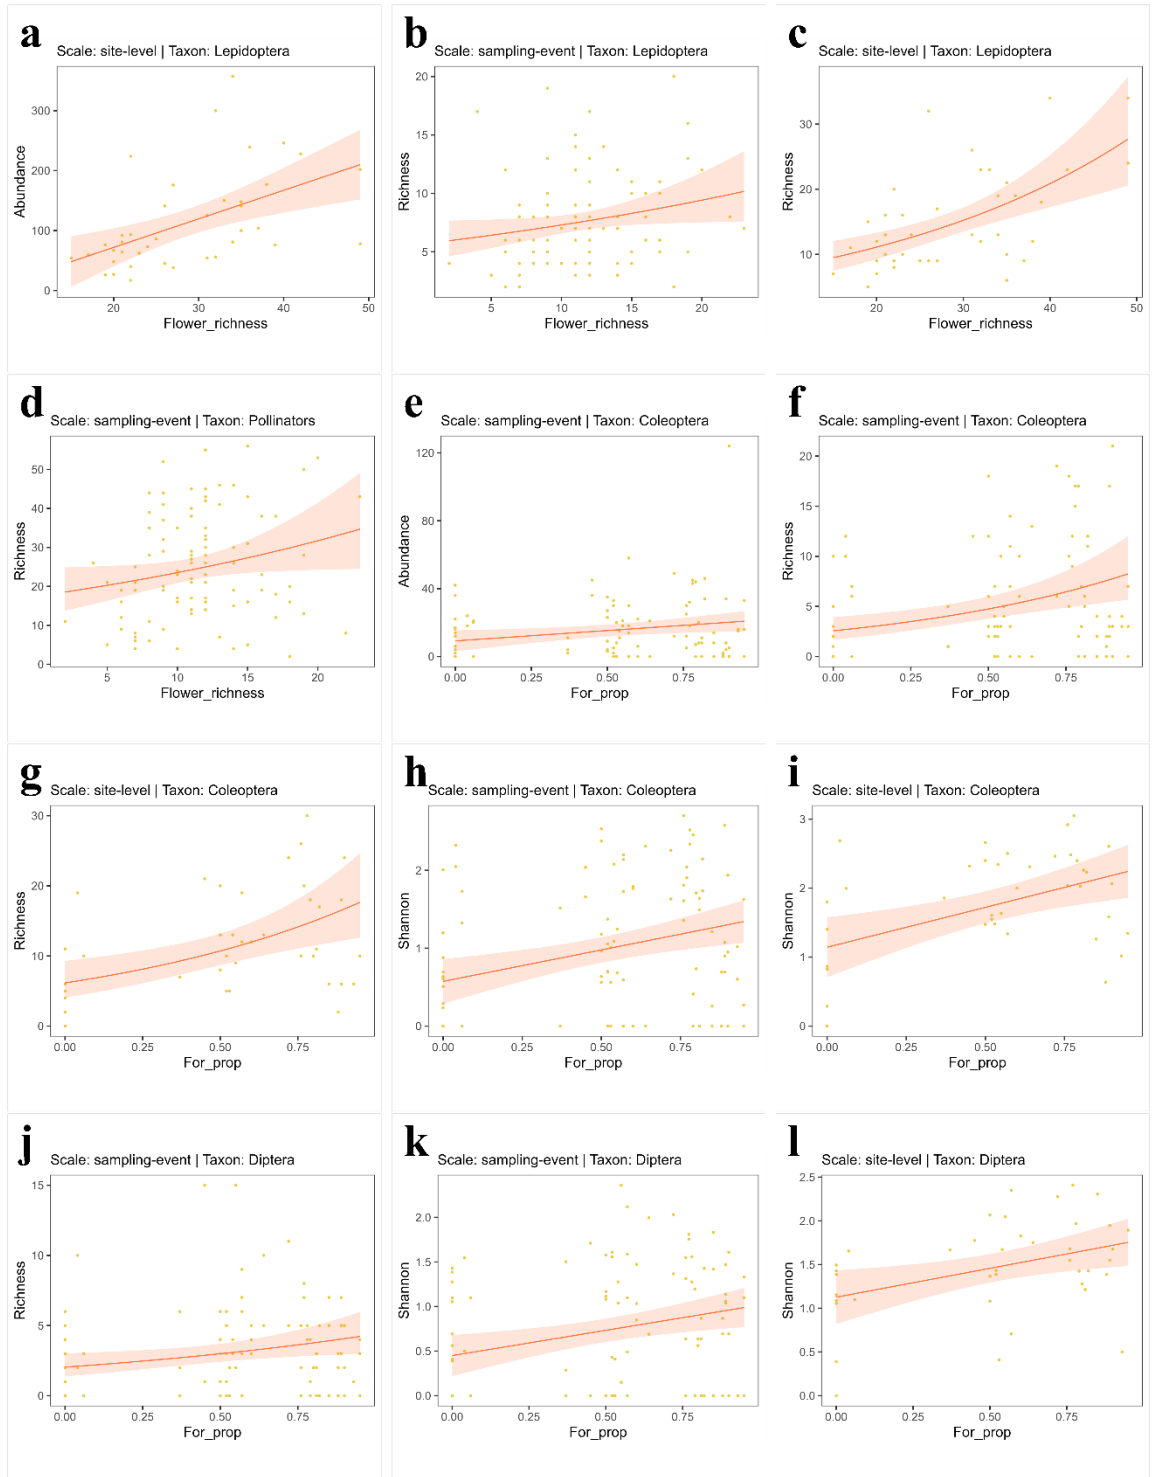 a
Scale: site-level | Taxon: Lepidoptera
Abundance
300
200
100
0
20 30 40 50
Flower_richness
b
Scale: sampling-event | Taxon: Lepidoptera
Richness
20
15
10
5
5 10 15 20
Flower_richness
c
Scale: site-level | Taxon: Lepidoptera
Richness
30
20
10
20 30 40 50
Flower_richness
d
Scale: sampling-event | Taxon: Pollinators
Richness
50
40
30
20
10
0
5 10 15 20
Flower_richness
e
Scale: sampling-event | Taxon: Coleoptera
Abundance
120
80
40
0
0.00 0.25 0.50 0.75
For_prop
f
Scale: sampling-event | Taxon: Coleoptera
Richness
20
15
10
5
0
0.00 0.25 0.50 0.75
For_prop
g
Scale: site-level | Taxon: Coleoptera
Richness
30
20
10
0
0.00 0.25 0.50 0.75
For_prop
h
Scale: sampling-event | Taxon: Coleoptera
Shannon
2
1
0
0.00 0.25 0.50 0.75
For_prop
i
Scale: site-level | Taxon: Coleoptera
Shannon
3
2
1
0
0.00 0.25 0.50 0.75
For_prop
j
Scale: sampling-event | Taxon: Diptera
Richness
15
10
5
0
0.00 0.25 0.50 0.75
For_prop
k
Scale: sampling-event | Taxon: Diptera
Shannon
2.0
1.5
1.0
0.5
0.0
0.00 0.25 0.50 0.75
For_prop
l
Scale: site-level | Taxon: Diptera
Shannon
2.5
2.0
1.5
1.0
0.5
0.0
0.00 0.25 0.50 0.75
For_prop